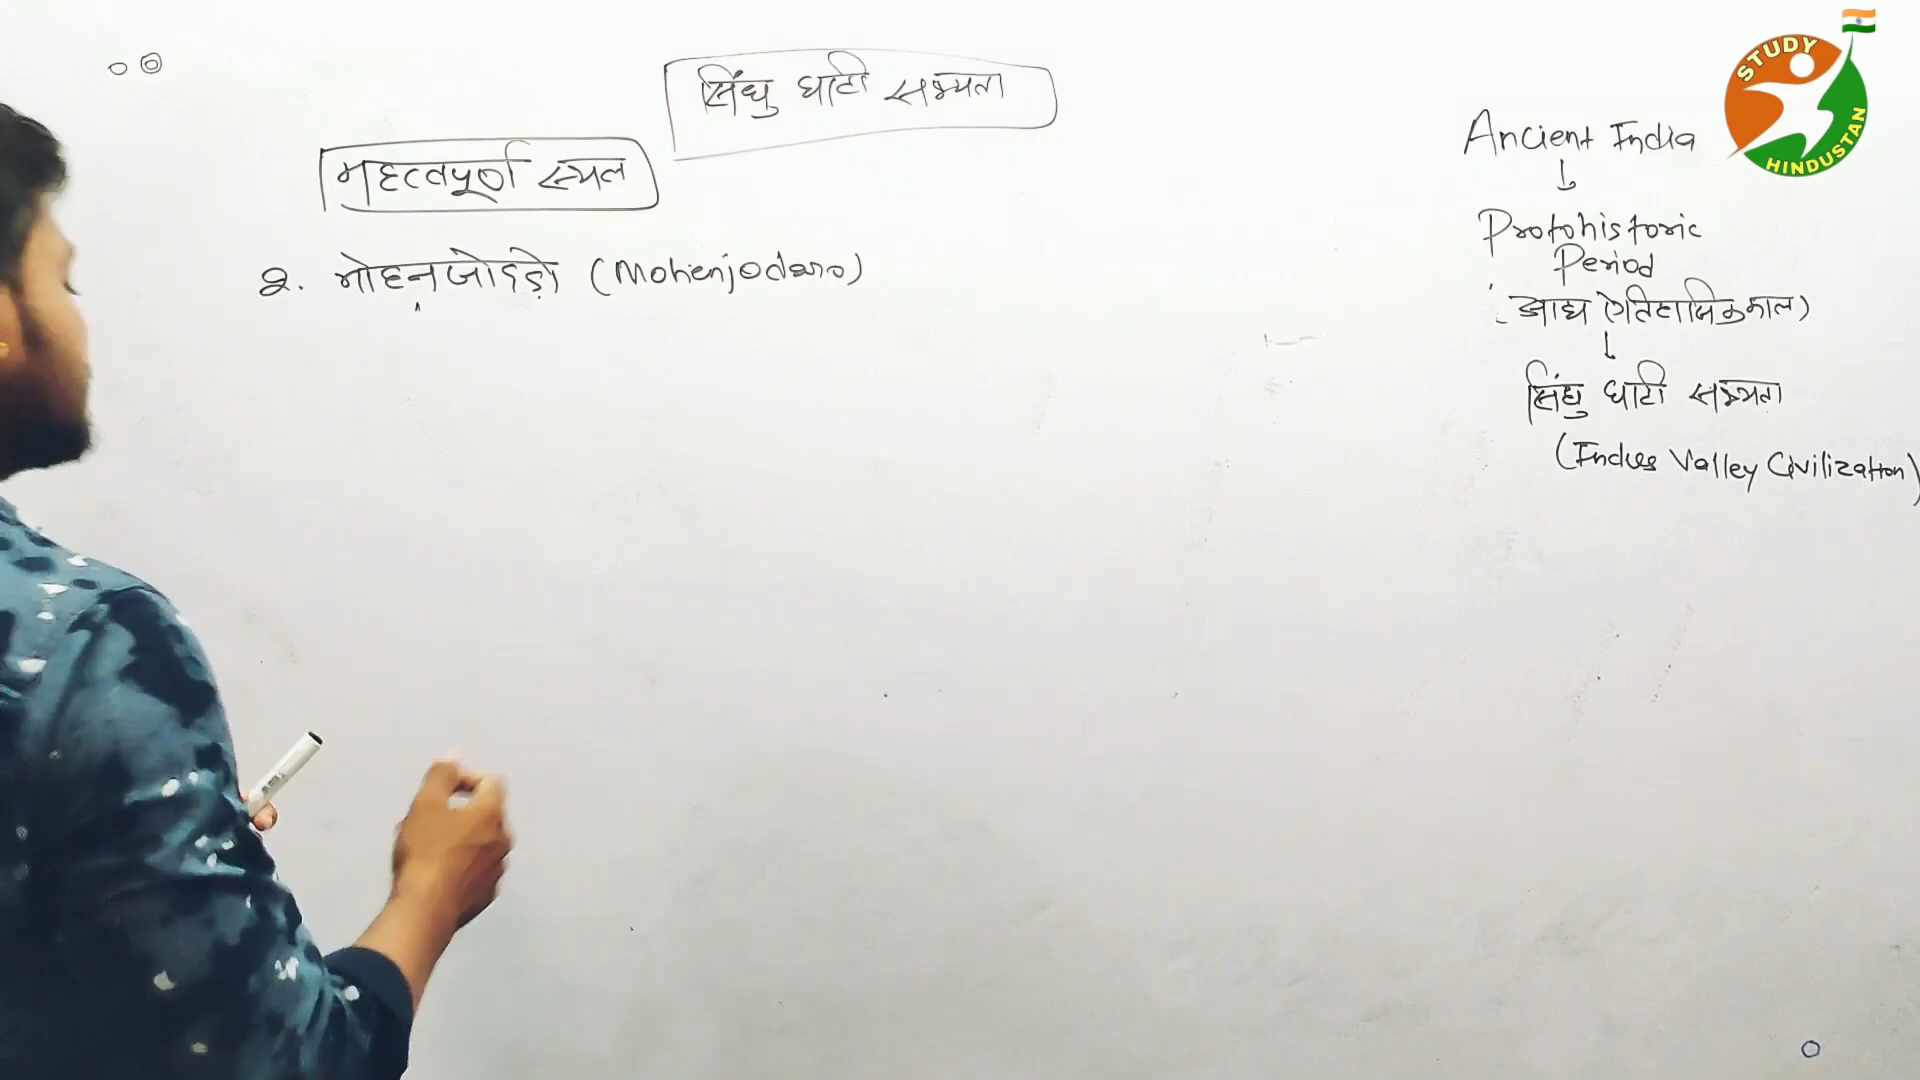 सिंधु घाटी सभ्यता
महत्वपूर्ण स्थल
2. मोहनजोदड़ो (Mohenjodaro)
STUDY
HINDUSTAN
Ancient India
↓
Protohistoric
Period
आद्य ऐतिहासिक काल)
↓
सिंधु घाटी सभ्यता
(Indus Valley Civilization)